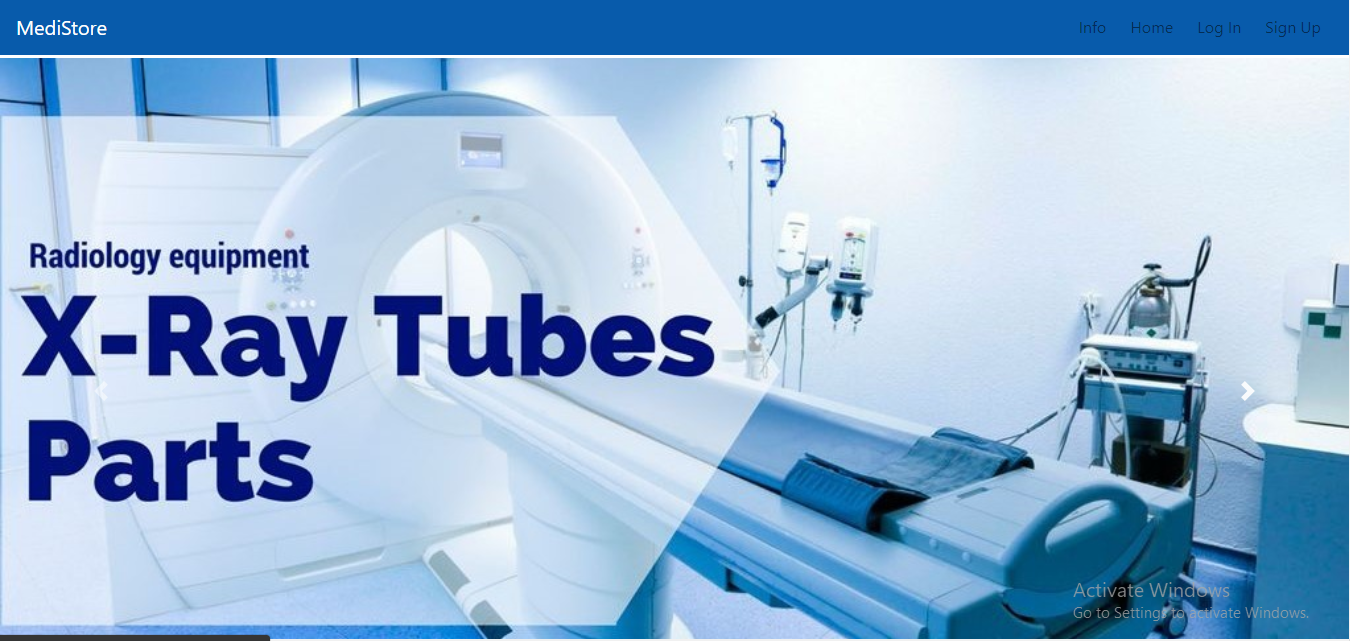 MediStore
Info Home Log In Sign Up
Radiology equipment
X-Ray Tubes
Parts
Activate Windows
Go to Settings to activate Windows.